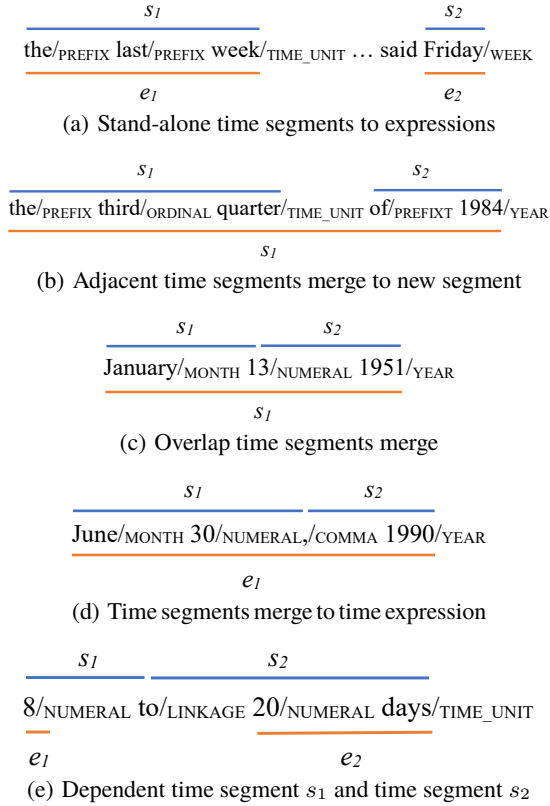 s1 s2
the/PREFIX last/PREFIX week/TIME_UNIT … said Friday/WEEK
e1 e2
(a) Stand-alone time segments to expressions
s1 s2
the/PREFIX third/ORDINAL quarter/TIME_UNIT of/PREFIXT 1984/YEAR
s1
(b) Adjacent time segments merge to new segment
s1 s2
January/MONTH 13/NUMERAL 1951/YEAR
s1
(c) Overlap time segments merge
s1 s2
June/MONTH 30/NUMERAL,/COMMA 1990/YEAR
e1
(d) Time segments merge to time expression
s1 s2
8/NUMERAL to/LINKAGE 20/NUMERAL days/TIME_UNIT
e1 e2
(e) Dependent time segment s1 and time segment s2